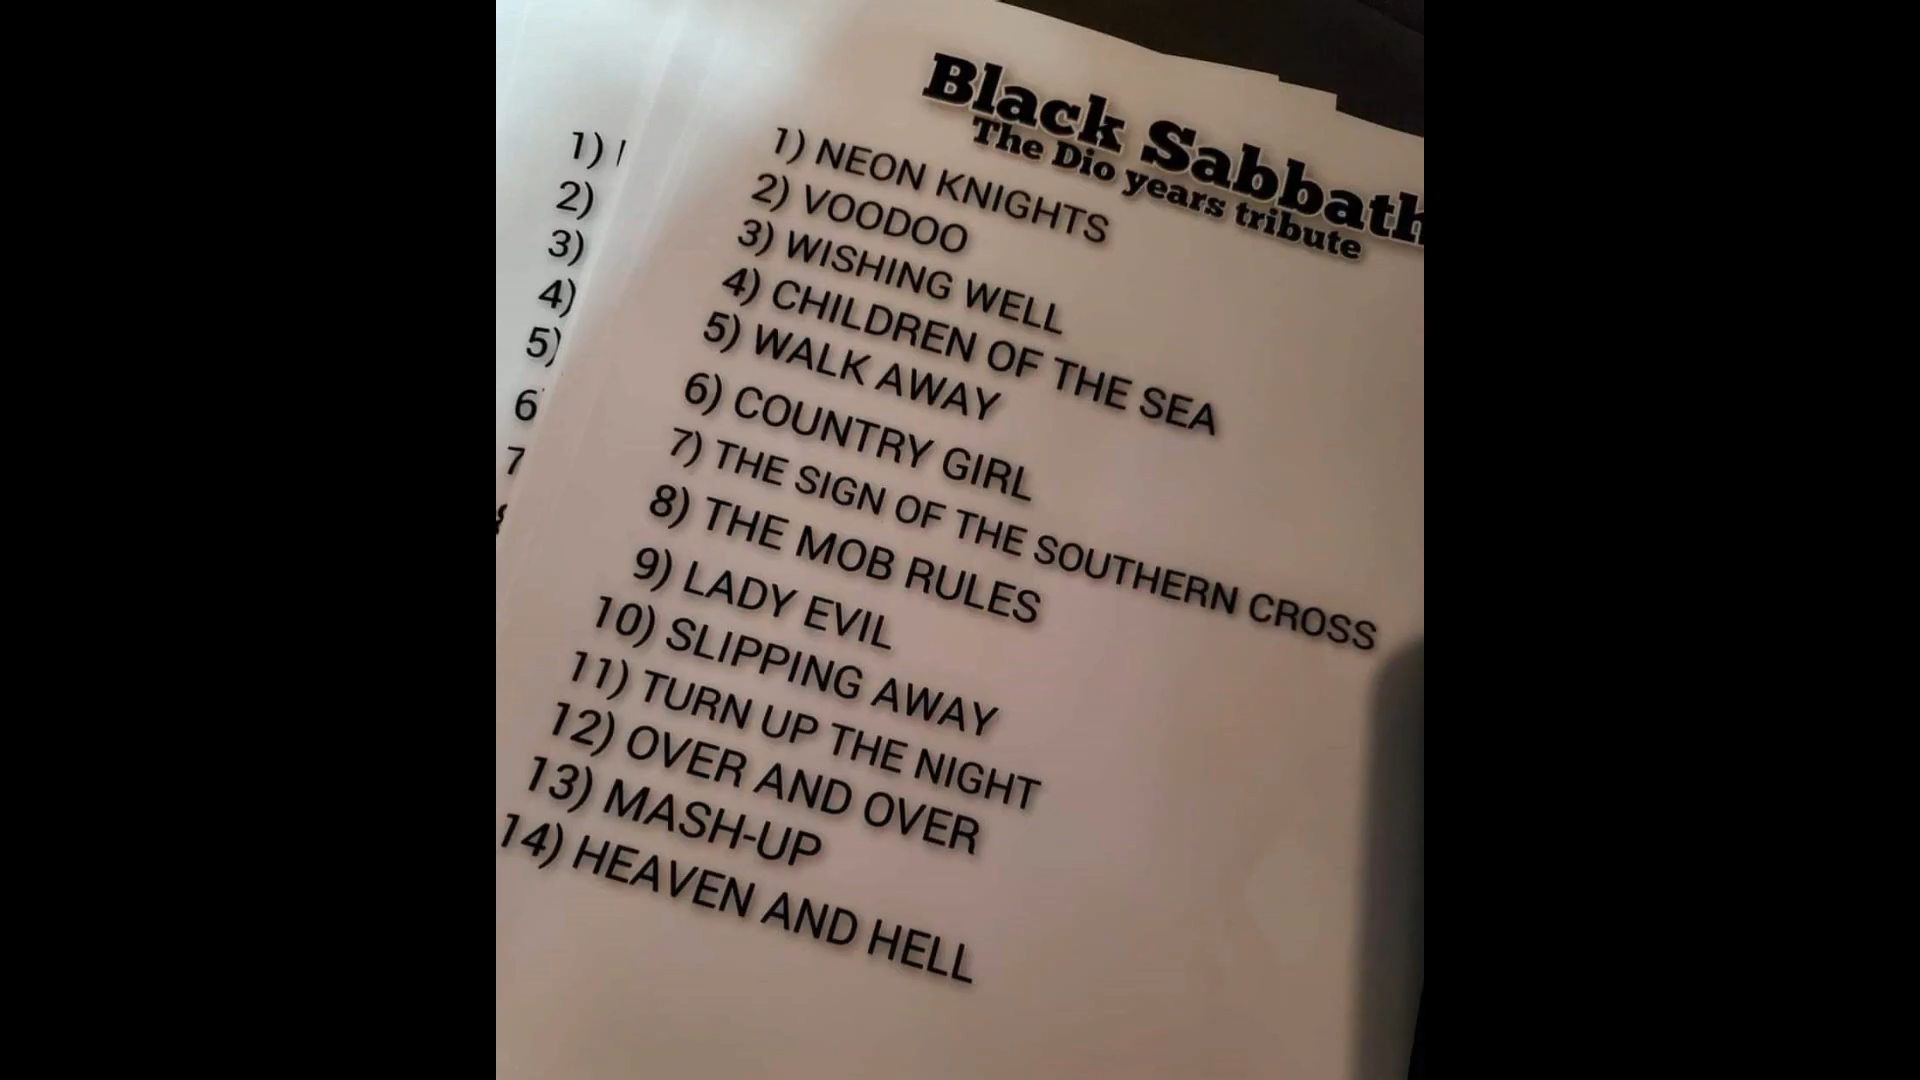 Black Sabbath
The Dio years tribute
1) NEON KNIGHTS
2) VOODOO
3) WISHING WELL
4) CHILDREN OF THE SEA
5) WALK AWAY
6) COUNTRY GIRL
7) THE SIGN OF THE SOUTHERN CROSS
8) THE MOB RULES
9) LADY EVIL
10) SLIPPING AWAY
11) TURN UP THE NIGHT
12) OVER AND OVER
13) MASH-UP
14) HEAVEN AND HELL
1)
2)
3)
4)
5)
6
7